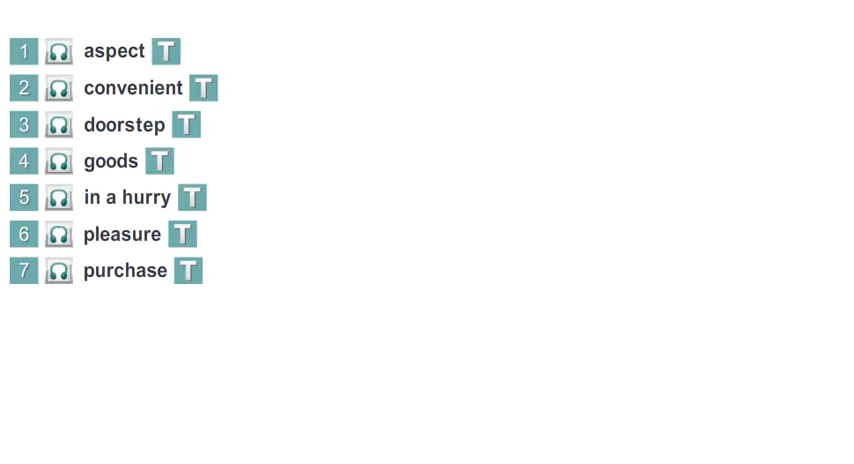 1 aspect T
2 convenient T
3 doorstep T
4 goods T
5 in a hurry T
6 pleasure T
7 purchase T